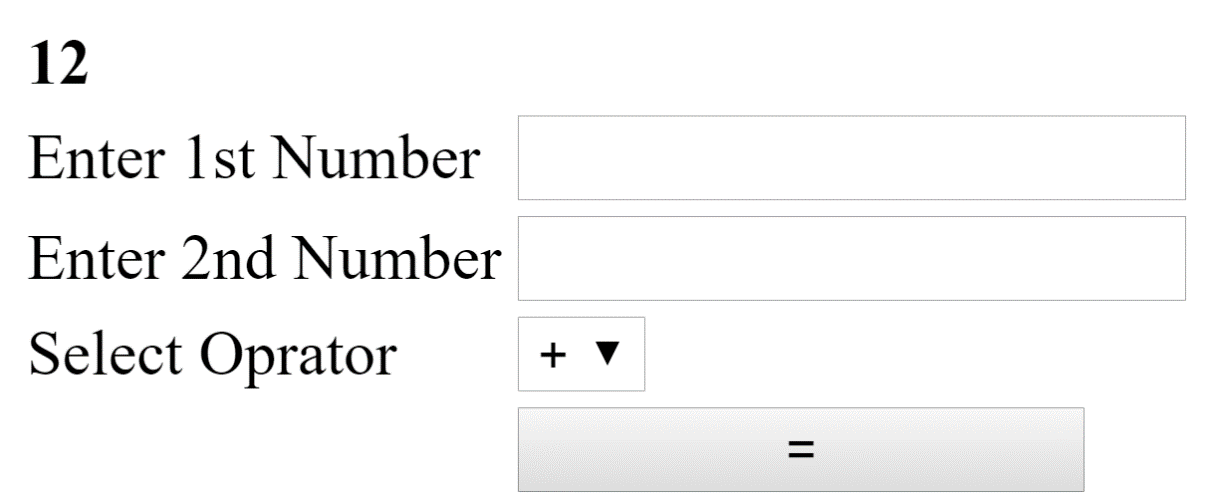 12
Enter 1st Number
Enter 2nd Number
Select Oprator + ▼
=